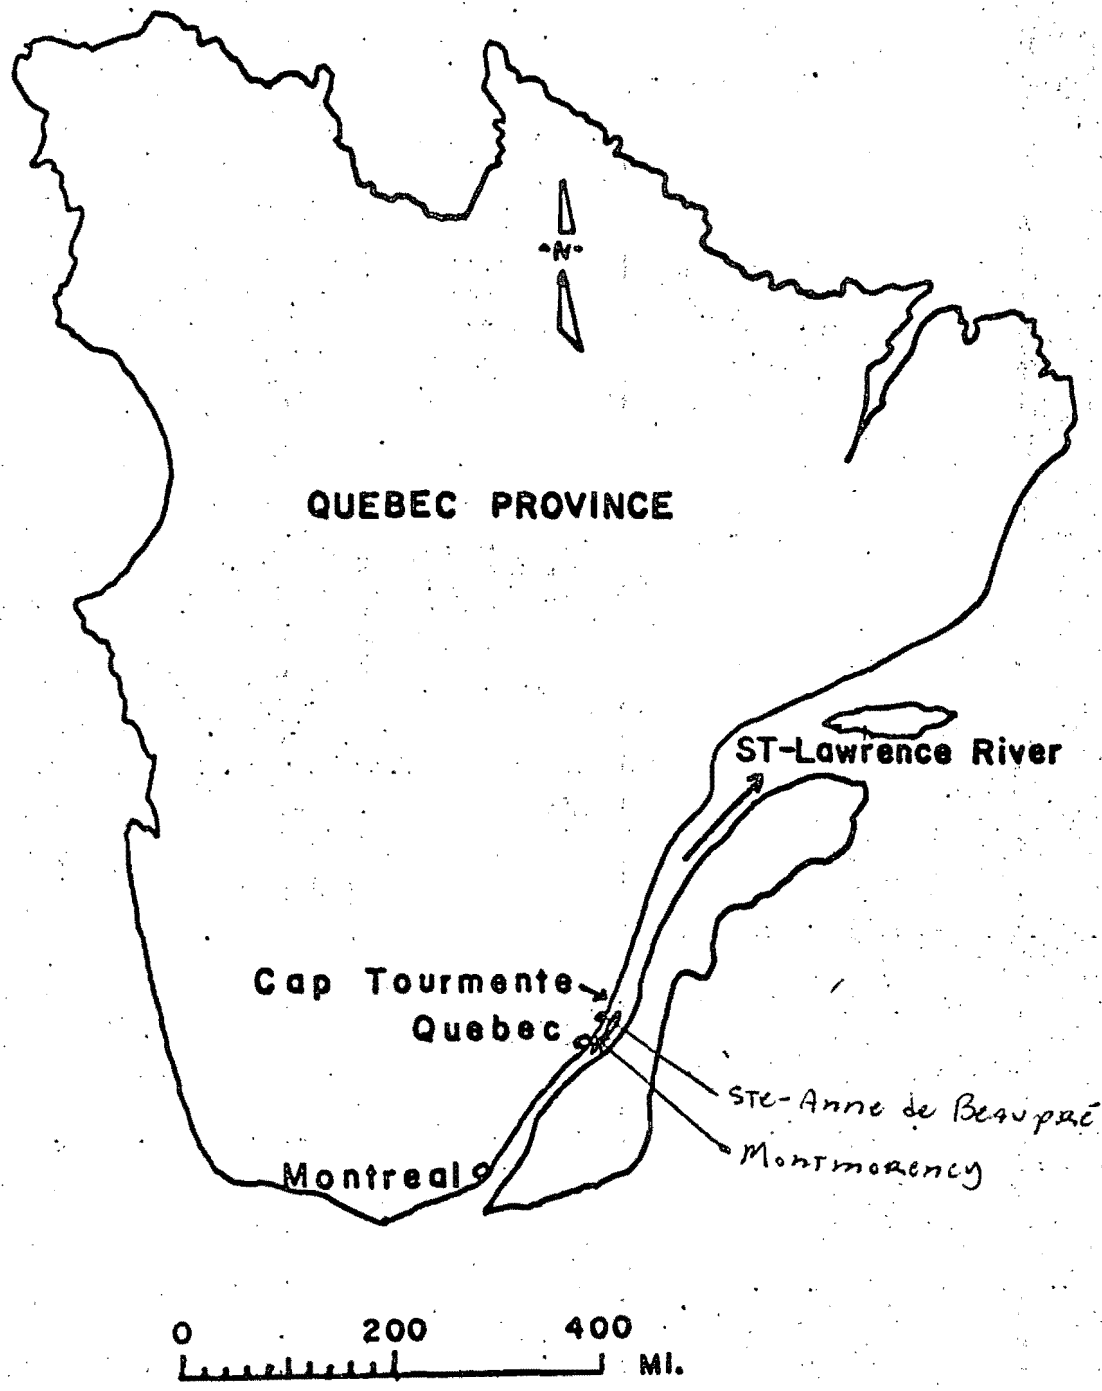 N
QUEBEC PROVINCE
ST-Lawrence River
Cap Tourmente
Quebec
STe-Anne de Beaupré
Montmorency
Montreal
0 200 400
MI.